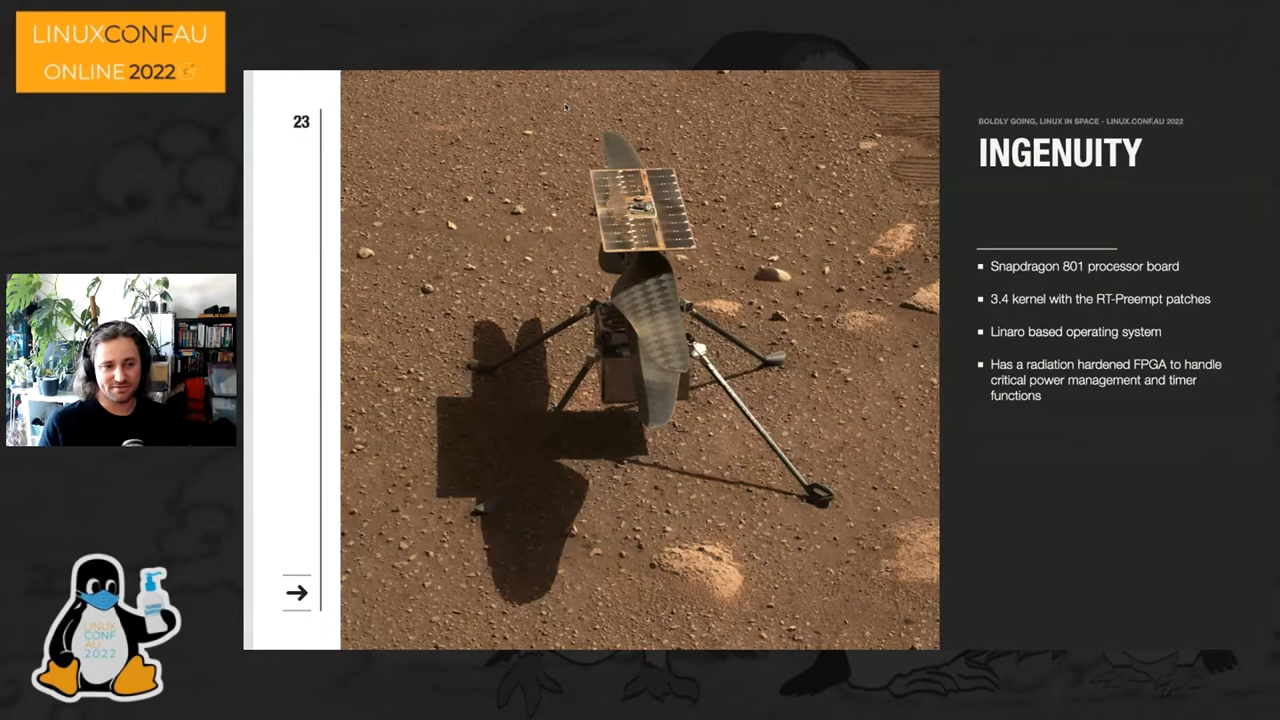 LINUXCONFAU
ONLINE 2022
23
BOLDLY GOING, LINUX IN SPACE - LINUX.CONF.AU 2022
INGENUITY
Snapdragon 801 processor board
3.4 kernel with the RT-Preempt patches
Linaro based operating system
Has a radiation hardened FPGA to handle
critical power management and timer
functions
LINUX
CONF
AU
2022